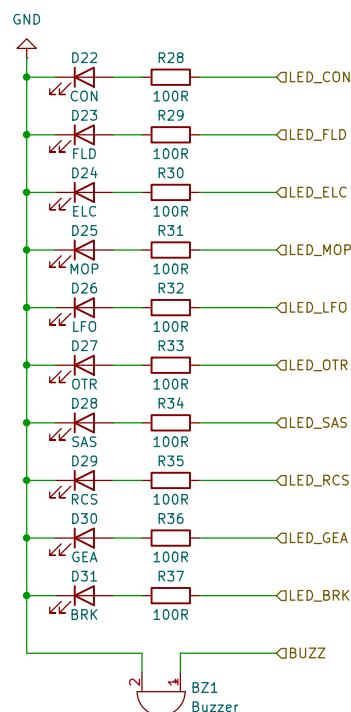 GND
D22 R28
LED_CON
CON 100R
D23 R29
LED_FLD
FLD 100R
D24 R30
LED_ELC
ELC 100R
D25 R31
LED_MOP
MOP 100R
D26 R32
LED_LFO
LFO 100R
D27 R33
LED_OTR
OTR 100R
D28 R34
LED_SAS
SAS 100R
D29 R35
LED_RCS
RCS 100R
D30 R36
LED_GEA
GEA 100R
D31 R37
LED_BRK
BRK 100R
BUZZ
2 1
BZ1
Buzzer